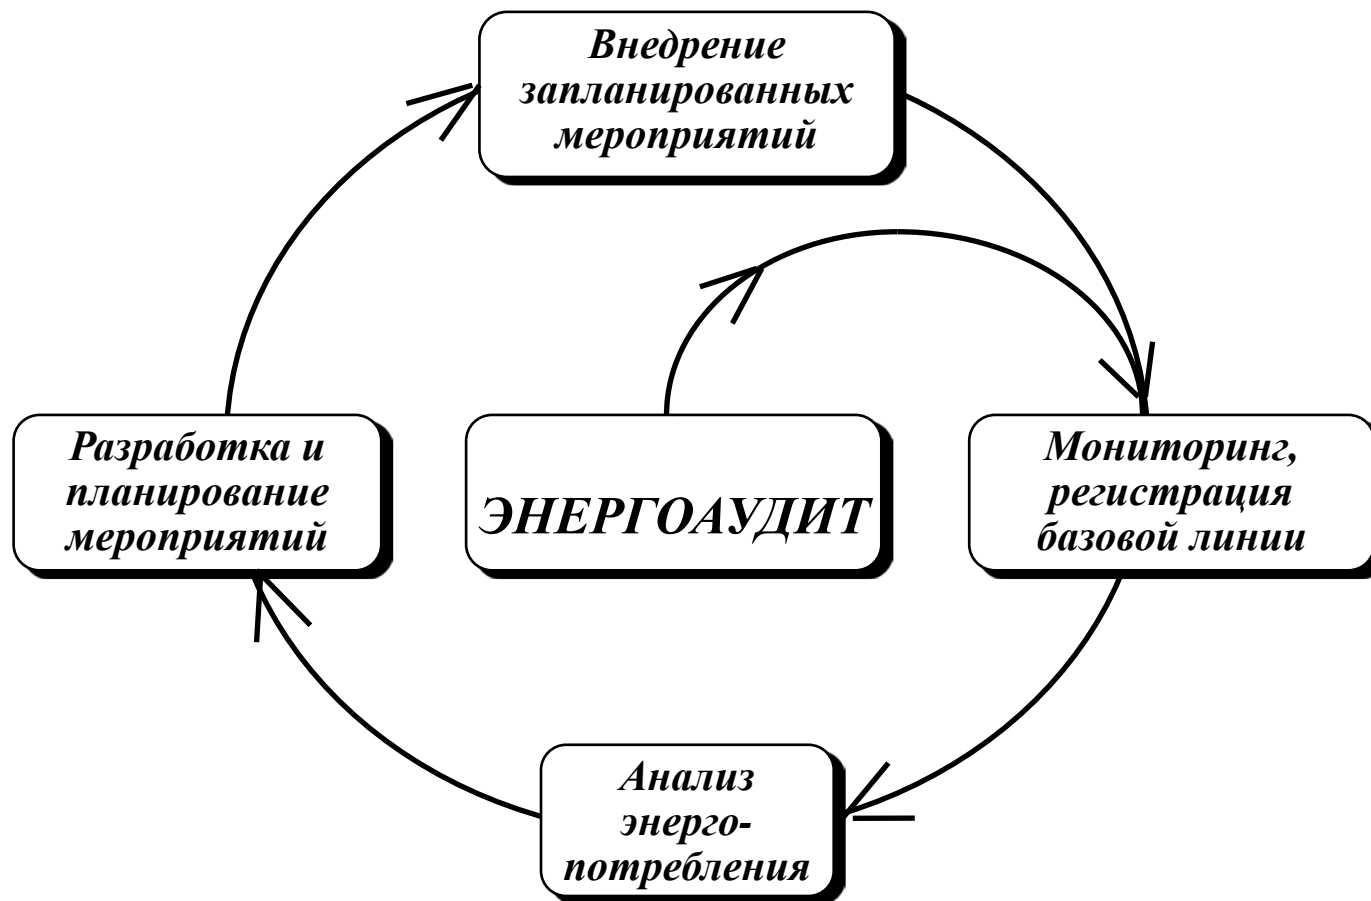 Внедрение
запланированных
мероприятий
Разработка и
планирование
мероприятий
ЭНЕРГОАУДИТ
Мониторинг,
регистрация
базовой линии
Анализ
энерго-
потребления